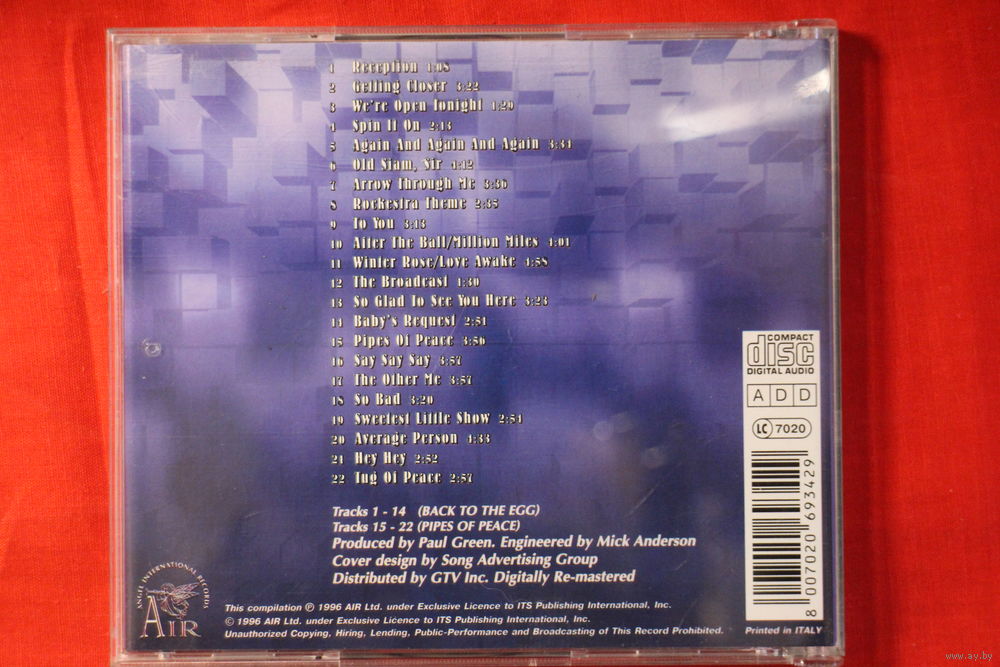 1 Reception 1:08
2 Getting Closer 3:22
3 We're Open Tonight 1:29
4 Spin It On 2:13
5 Again And Again And Again 3:34
6 Old Siam, Sir 4:12
7 Arrow Through Me 3:36
8 Rockestra Theme 2:35
9 To You 3:13
10 After The Ball/Million Miles 4:01
11 Winter Rose/Love Awake 4:58
12 The Broadcast 1:30
13 So Glad To See You Here 3:23
14 Baby's Request 2:51
15 Pipes Of Peace 3:56
16 Say Say Say 3:57
17 The Other Me 3:57
18 So Bad 3:20
19 Sweetest Little Show 2:54
20 Average Person 4:33
21 Hey Hey 2:52
22 Tug Of Peace 2:57
Tracks 1 - 14 (BACK TO THE EGG)
Tracks 15 - 22 (PIPES OF PEACE)
Produced by Paul Green. Engineered by Mick Anderson
Cover design by Song Advertising Group
Distributed by GTV Inc. Digitally Re-mastered
This compilation ℗ 1996 AIR Ltd. under Exclusive Licence to ITS Publishing International, Inc.
© 1996 AIR Ltd. under Exclusive Licence to ITS Publishing International, Inc.
Unauthorized Copying, Hiring, Lending, Public-Performance and Broadcasting of This Record Prohibited.
ANGEL INTERNATIONAL RECORDS
AIR
COMPACT
disc
DIGITAL AUDIO
A D D
LC 7020
8 007020 693429
Printed in ITALY
www.ay.by